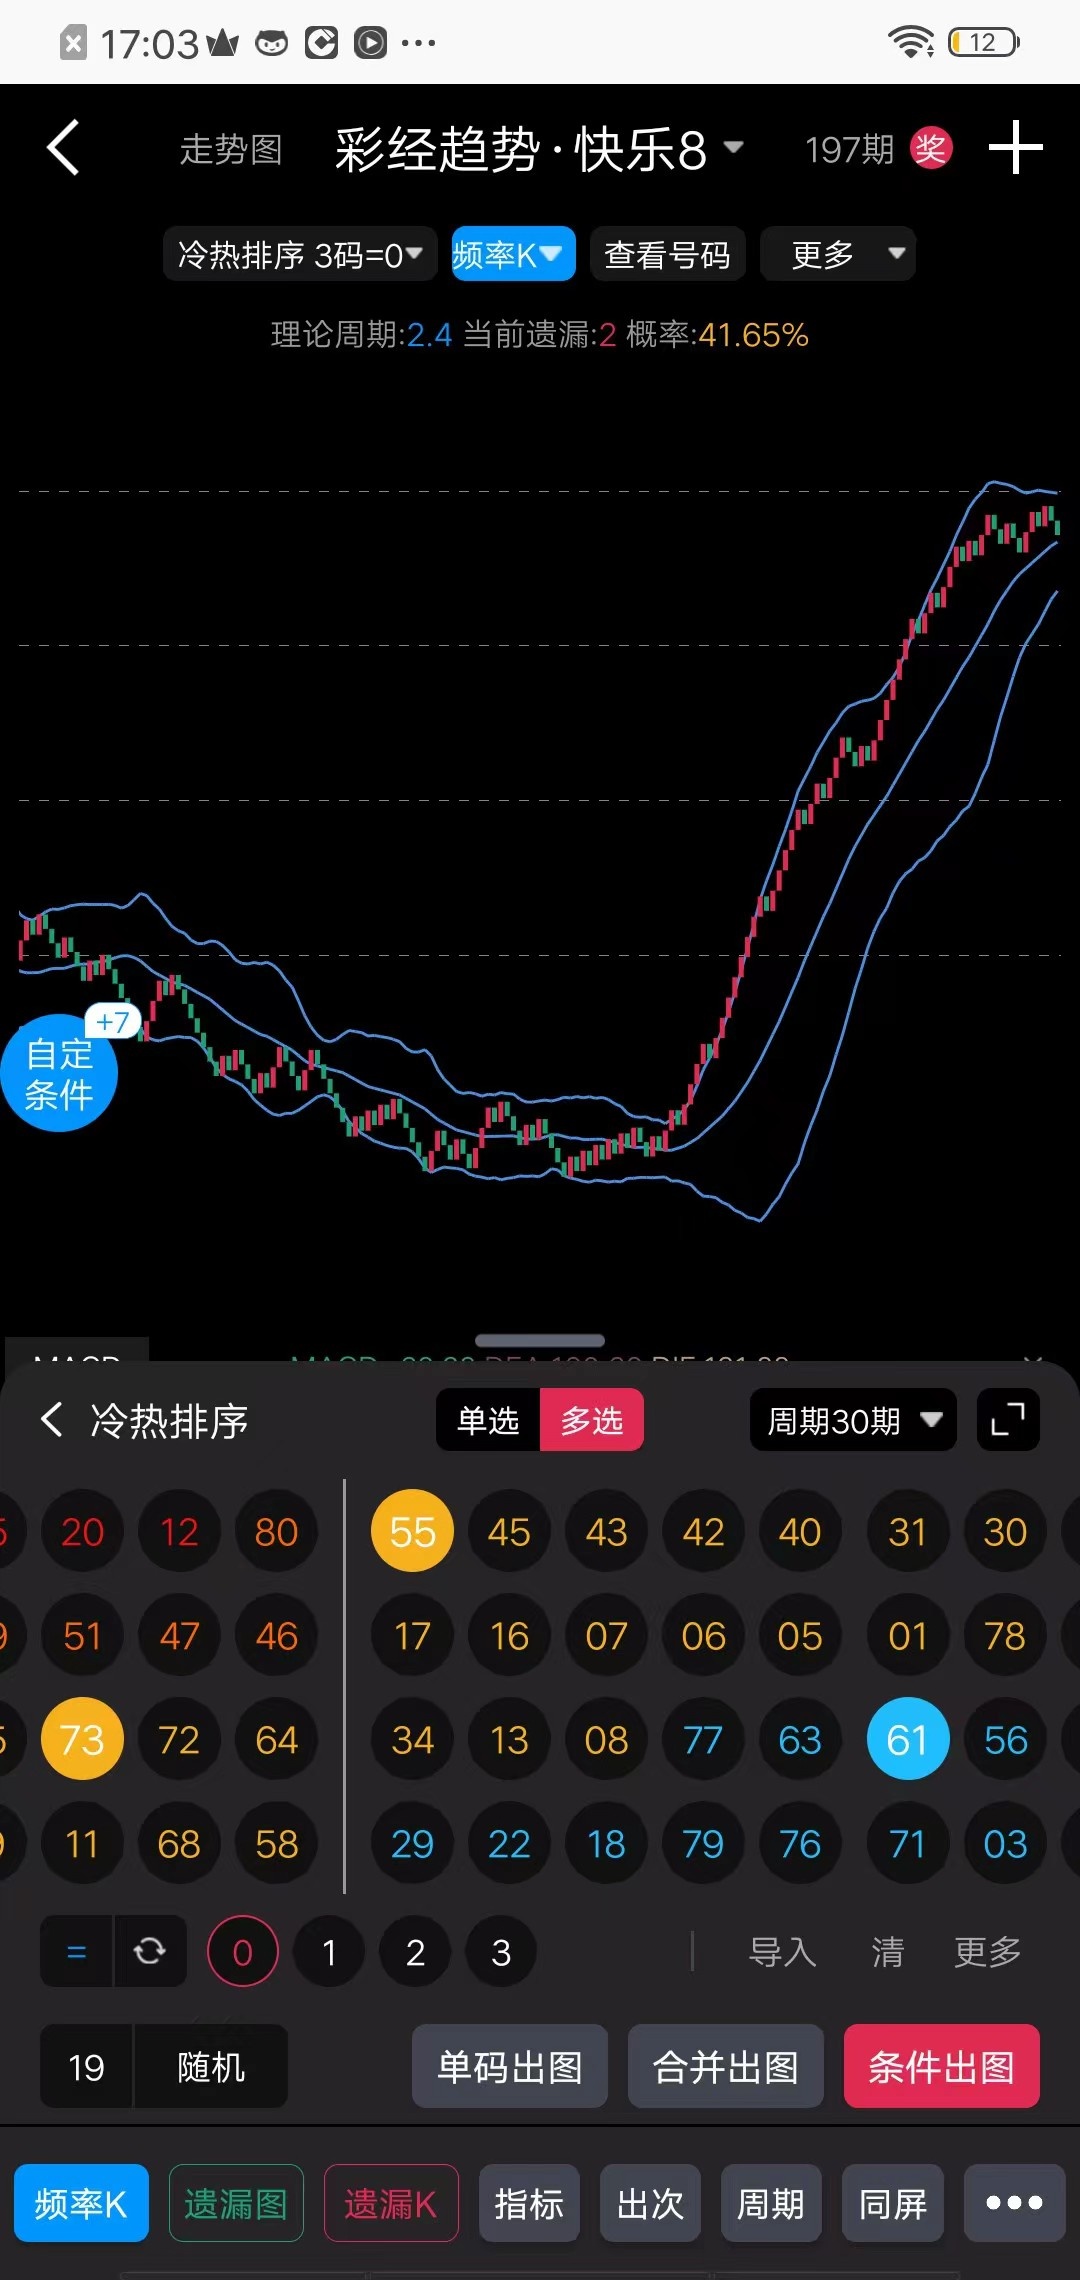 17:03 12
走势图 彩经趋势·快乐8 197期 奖
冷热排序 3码=0 频率K 查看号码 更多
理论周期:2.4 当前遗漏:2 概率:41.65%
+7
自定
条件
冷热排序 单选 多选 周期30期
20 12 80 55 45 43 42 40 31 30
51 47 46 17 16 07 06 05 01 78
73 72 64 34 13 08 77 63 61 56
11 68 58 29 22 18 79 76 71 03
= 0 1 2 3 导入 清 更多
19 随机 单码出图 合并出图 条件出图
频率K 遗漏图 遗漏K 指标 出次 周期 同屏